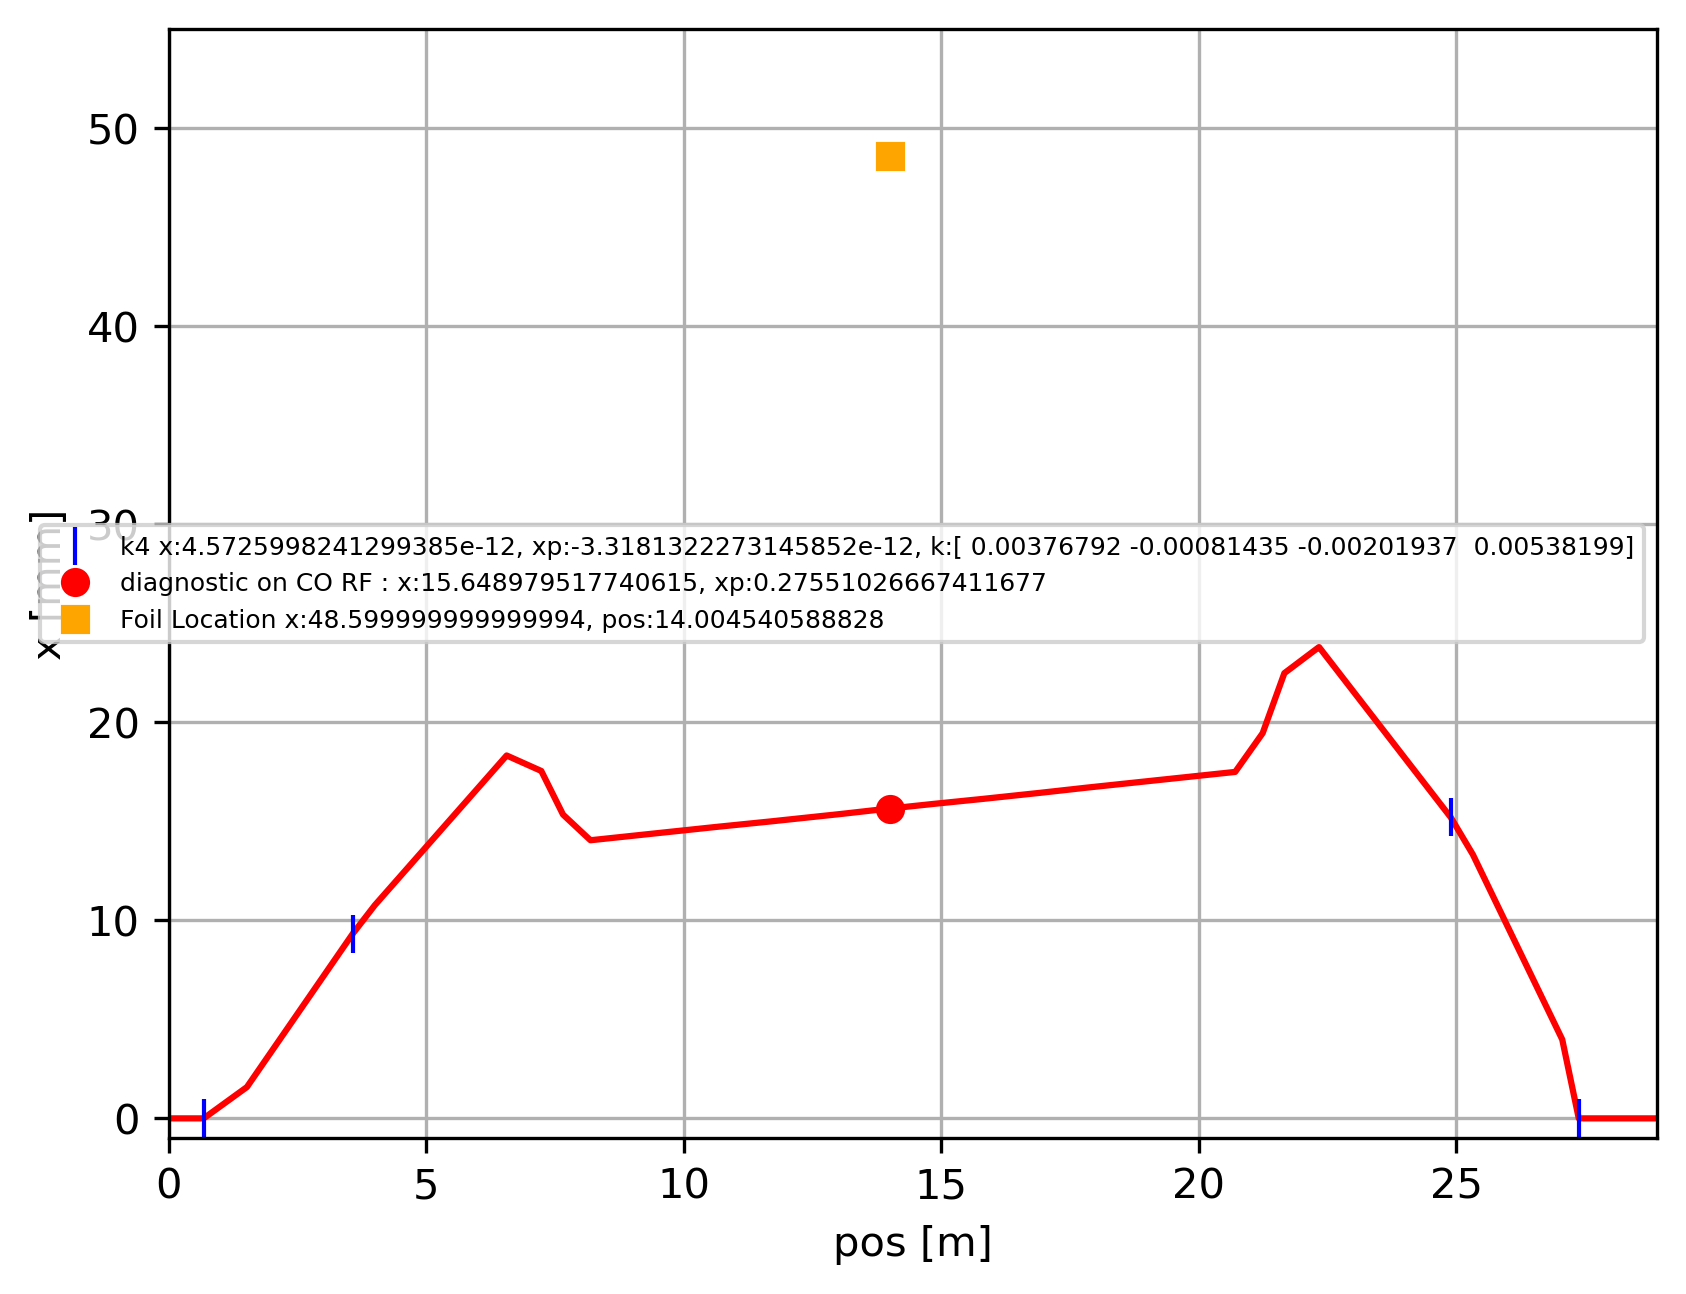 50
40
30
20
10
0
x [mm]
k4 x:4.5725998241299385e-12, xp:-3.3181322273145852e-12, k:[ 0.00376792 -0.00081435 -0.00201937  0.00538199]
diagnostic on CO RF : x:15.648979517740615, xp:0.27551026667411677
Foil Location x:48.599999999999994, pos:14.004540588828
0 5 10 15 20 25
pos [m]